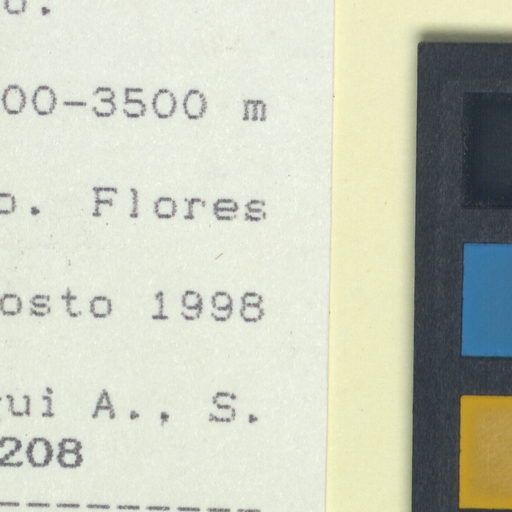 o.
00-3500 m
o. Flores
osto 1998
ui A., S.
208